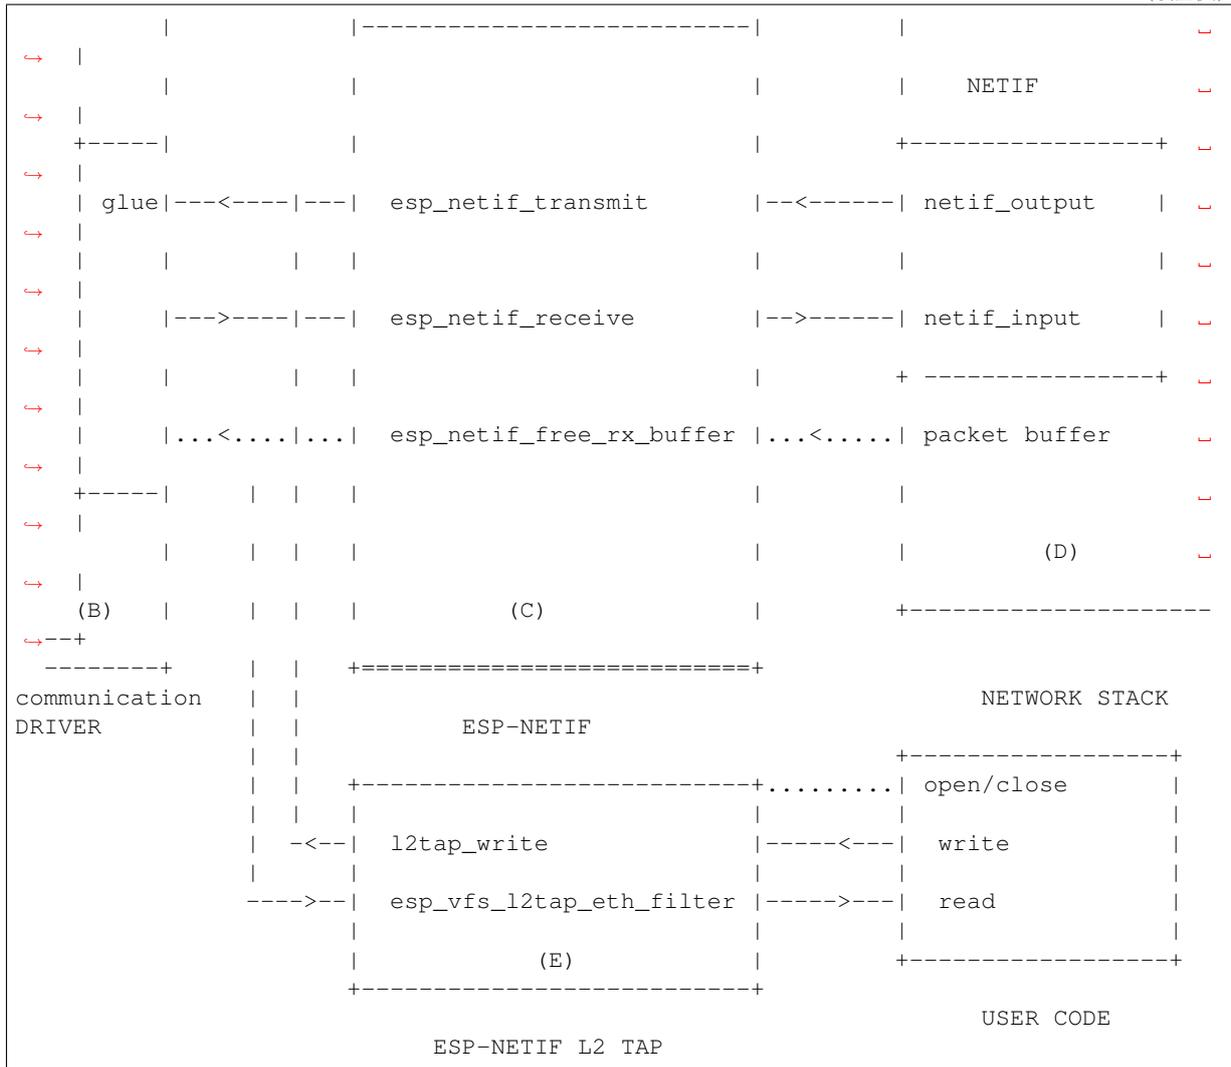 |             |---------------------------|         |                    ␣
↪   |
|             |                           |         |    NETIF           ␣
↪   |
+-----|             |                           |         +-----------------+  ␣
↪   |
| glue|---<----|---|  esp_netif_transmit       |--<------| netif_output    |  ␣
↪   |
|     |        |   |                           |         |                 |  ␣
↪   |
|     |--->----|---|  esp_netif_receive        |-->------| netif_input     |  ␣
↪   |
|     |        |   |                           |         + ----------------+  ␣
↪   |
|     |...<....|...|  esp_netif_free_rx_buffer |...<.....| packet buffer      ␣
↪   |
+-----|     |  |   |                           |         |                    ␣
↪   |
|     |  |   |                           |         |         (D)        ␣
↪   |
(B)    |     |  |   |          (C)              |         +---------------------
↪--+
--------+     |  |   +===========================+
communication    |  |                                           NETWORK STACK
DRIVER           |  |           ESP-NETIF
|  |                                         +------------------+
|  |   +---------------------------+.........| open/close       |
|  |   |                           |         |                  |
|  -<--|  l2tap_write              |-----<---|  write           |
|      |                           |         |                  |
---->--|  esp_vfs_l2tap_eth_filter |----->---|  read            |
|                           |         |                  |
|            (E)            |         +------------------+
+---------------------------+
USER CODE
ESP-NETIF L2 TAP